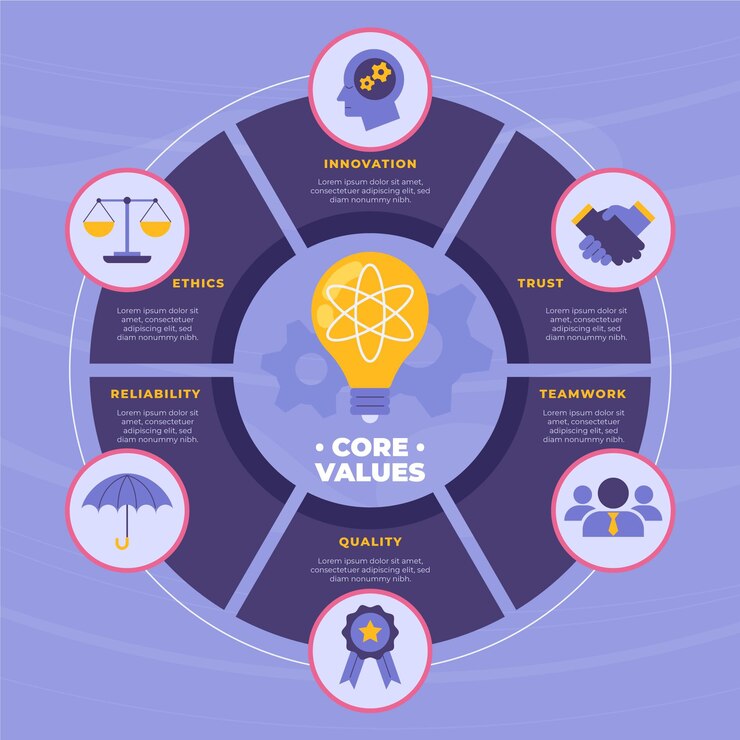 INNOVATION
Lorem ipsum dolor sit amet,
consectetuer adipiscing elit, sed
diam nonummy nibh.
TRUST
Lorem ipsum dolor sit
amet, consectetuer
adipiscing elit, sed
diam nonummy nibh.
TEAMWORK
Lorem ipsum dolor sit
amet, consectetuer
adipiscing elit, sed
diam nonummy nibh.
QUALITY
Lorem ipsum dolor sit amet,
consectetuer adipiscing elit, sed
diam nonummy nibh.
RELIABILITY
Lorem ipsum dolor sit
amet, consectetuer
adipiscing elit, sed
diam nonummy nibh.
ETHICS
Lorem ipsum dolor sit
amet, consectetuer
adipiscing elit, sed
diam nonummy nibh.
• CORE •
VALUES